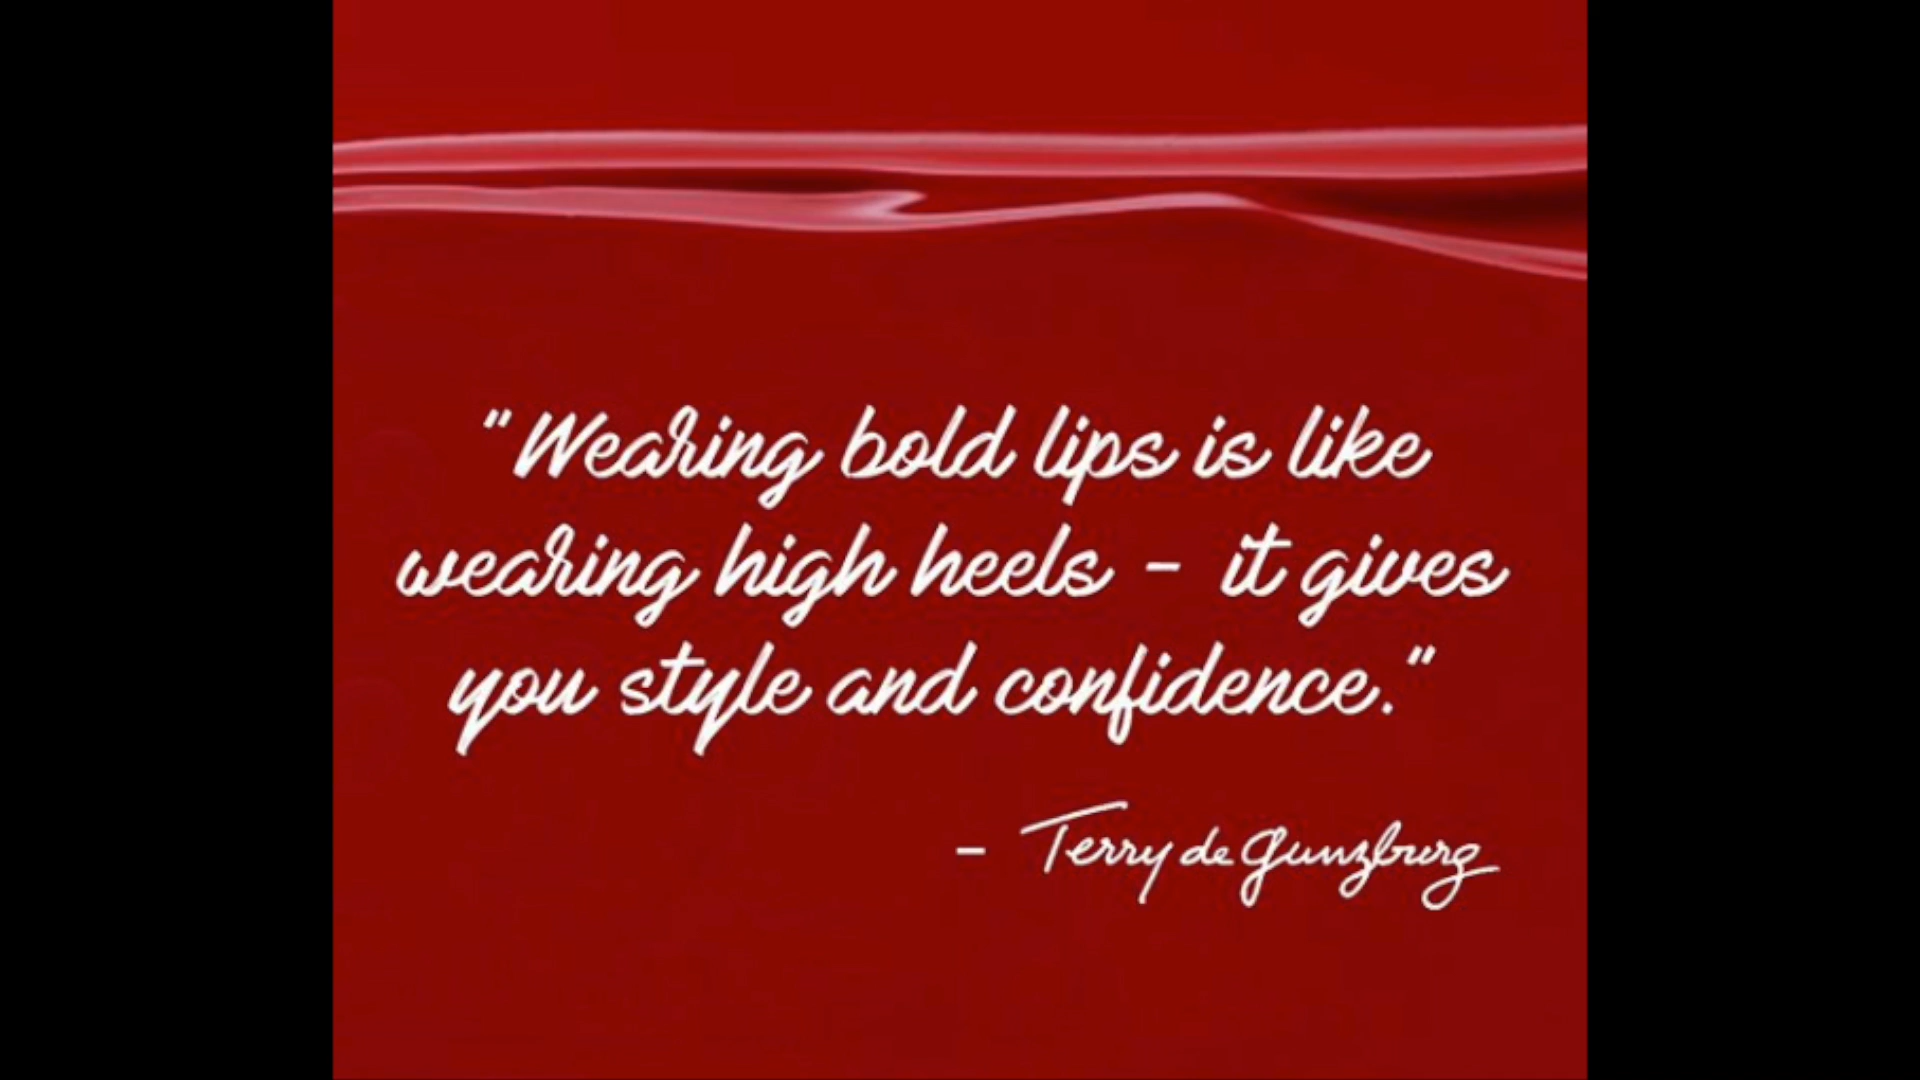 "Wearing bold lips is like
wearing high heels - it gives
you style and confidence."
- Terry de Gunzburg